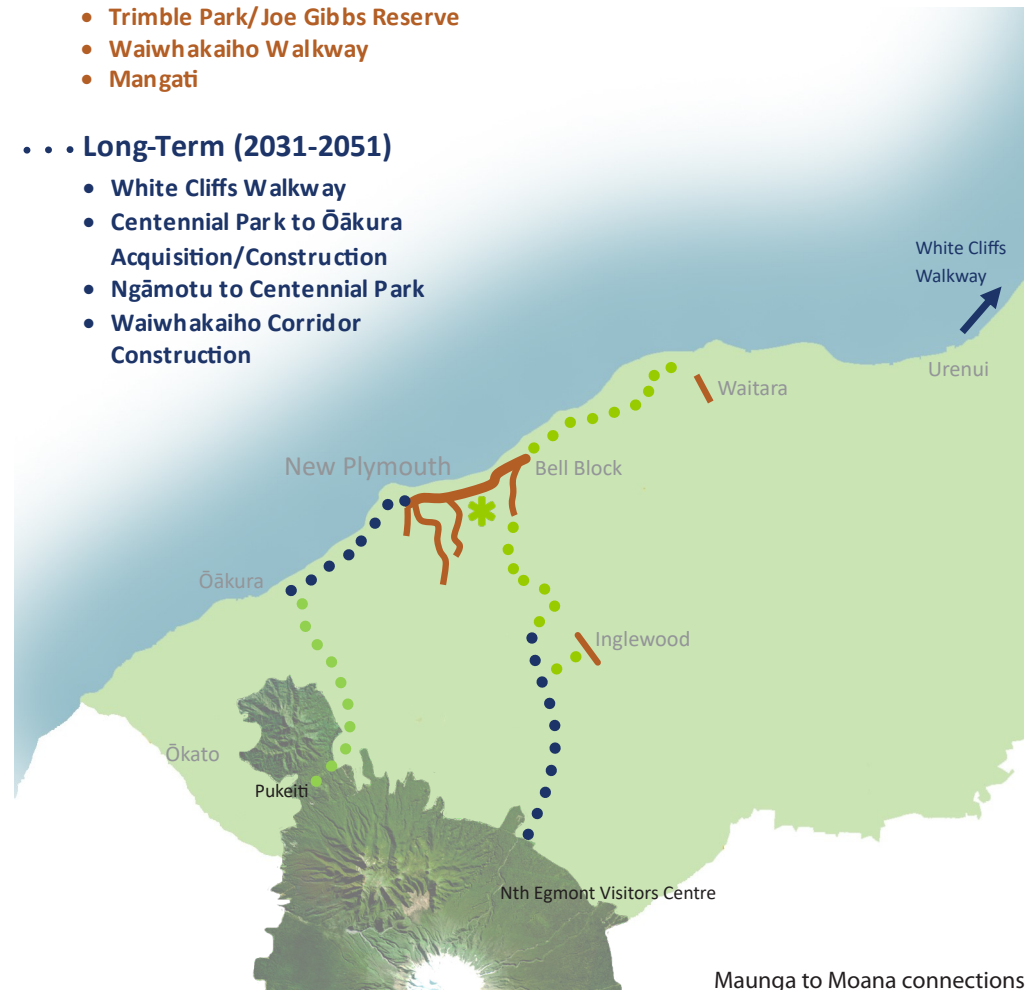 • Trimble Park/Joe Gibbs Reserve
• Waiwhakaiho Walkway
• Mangati
• • • Long-Term (2031-2051)
• White Cliffs Walkway
• Centennial Park to Ōākura
Acquisition/Construction
• Ngāmotu to Centennial Park
• Waiwhakaiho Corridor
Construction
White Cliffs
Walkway
Urenui
Waitara
New Plymouth
Bell Block
Ōākura
Inglewood
Ōkato
Pukeiti
Nth Egmont Visitors Centre
Maunga to Moana connections